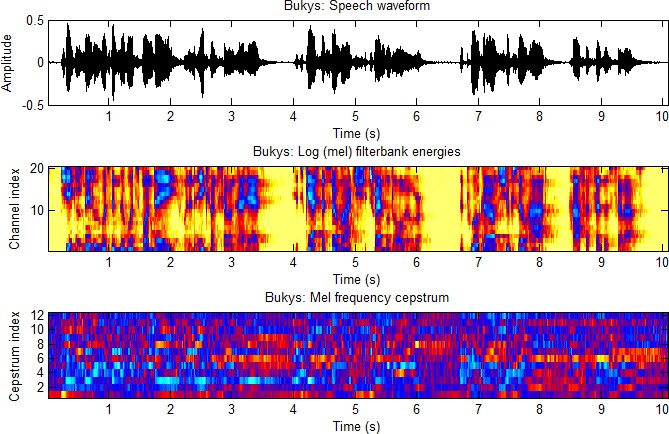 Bukys: Speech waveform
0.5
0
-0.5
Amplitude
1 2 3 4 5 6 7 8 9 10
Time (s)
Bukys: Log (mel) filterbank energies
20
10
Channel index
1 2 3 4 5 6 7 8 9 10
Time (s)
Bukys: Mel frequency cepstrum
12
10
8
6
4
2
Cepstrum index
1 2 3 4 5 6 7 8 9 10
Time (s)